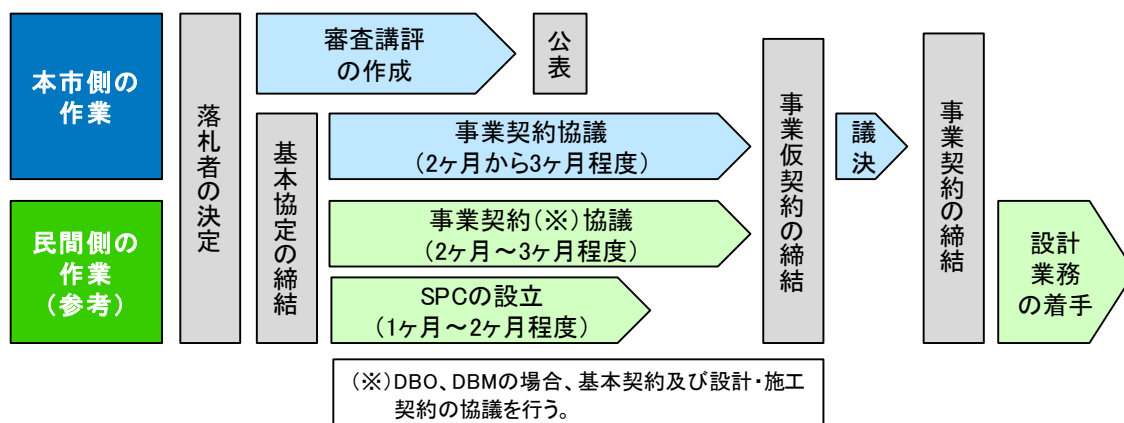 本市側の
作業
落札者の決定
審査講評
の作成
公表
基本協定の締結
事業契約協議
(2ヶ月から3ヶ月程度)
事業仮契約の締結
議決
事業契約の締結
民間側の
作業
(参考)
事業契約(※)協議
(2ヶ月～3ヶ月程度)
SPCの設立
(1ヶ月～2ヶ月程度)
設計
業務
の着手
(※)DBO、DBMの場合、基本契約及び設計・施工
契約の協議を行う。